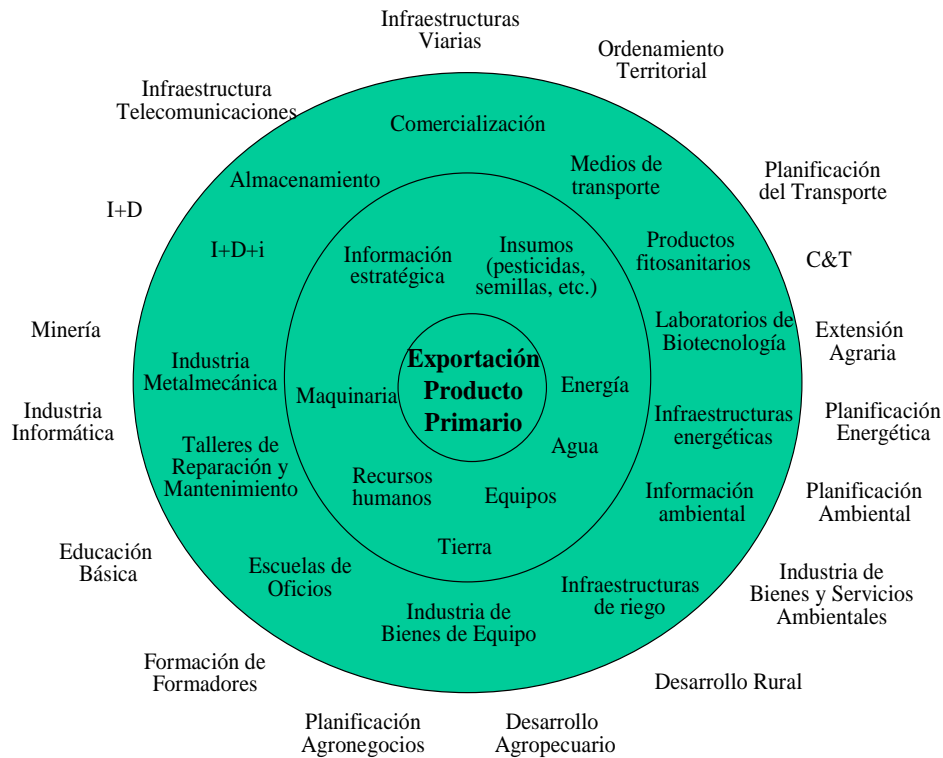 Infraestructuras
Viarias
Ordenamiento
Territorial
Infraestructura
Telecomunicaciones
Comercialización
Medios de
transporte
Planificación
del Transporte
Almacenamiento
I+D
I+D+i
Información
estratégica
Insumos
(pesticidas,
semillas, etc.)
Productos
fitosanitarios
C&T
Minería
Laboratorios de
Biotecnología
Extensión
Agraria
Industria
Metalmecánica
Maquinaria
Exportación
Producto
Primario
Energía
Industria
Informática
Infraestructuras
energéticas
Planificación
Energética
Talleres de
Reparación y
Mantenimiento
Agua
Recursos
humanos
Equipos
Información
ambiental
Planificación
Ambiental
Tierra
Educación
Básica
Escuelas de
Oficios
Infraestructuras
de riego
Industria de
Bienes y Servicios
Ambientales
Industria de
Bienes de Equipo
Formación de
Formadores
Desarrollo Rural
Planificación
Agronegocios
Desarrollo
Agropecuario